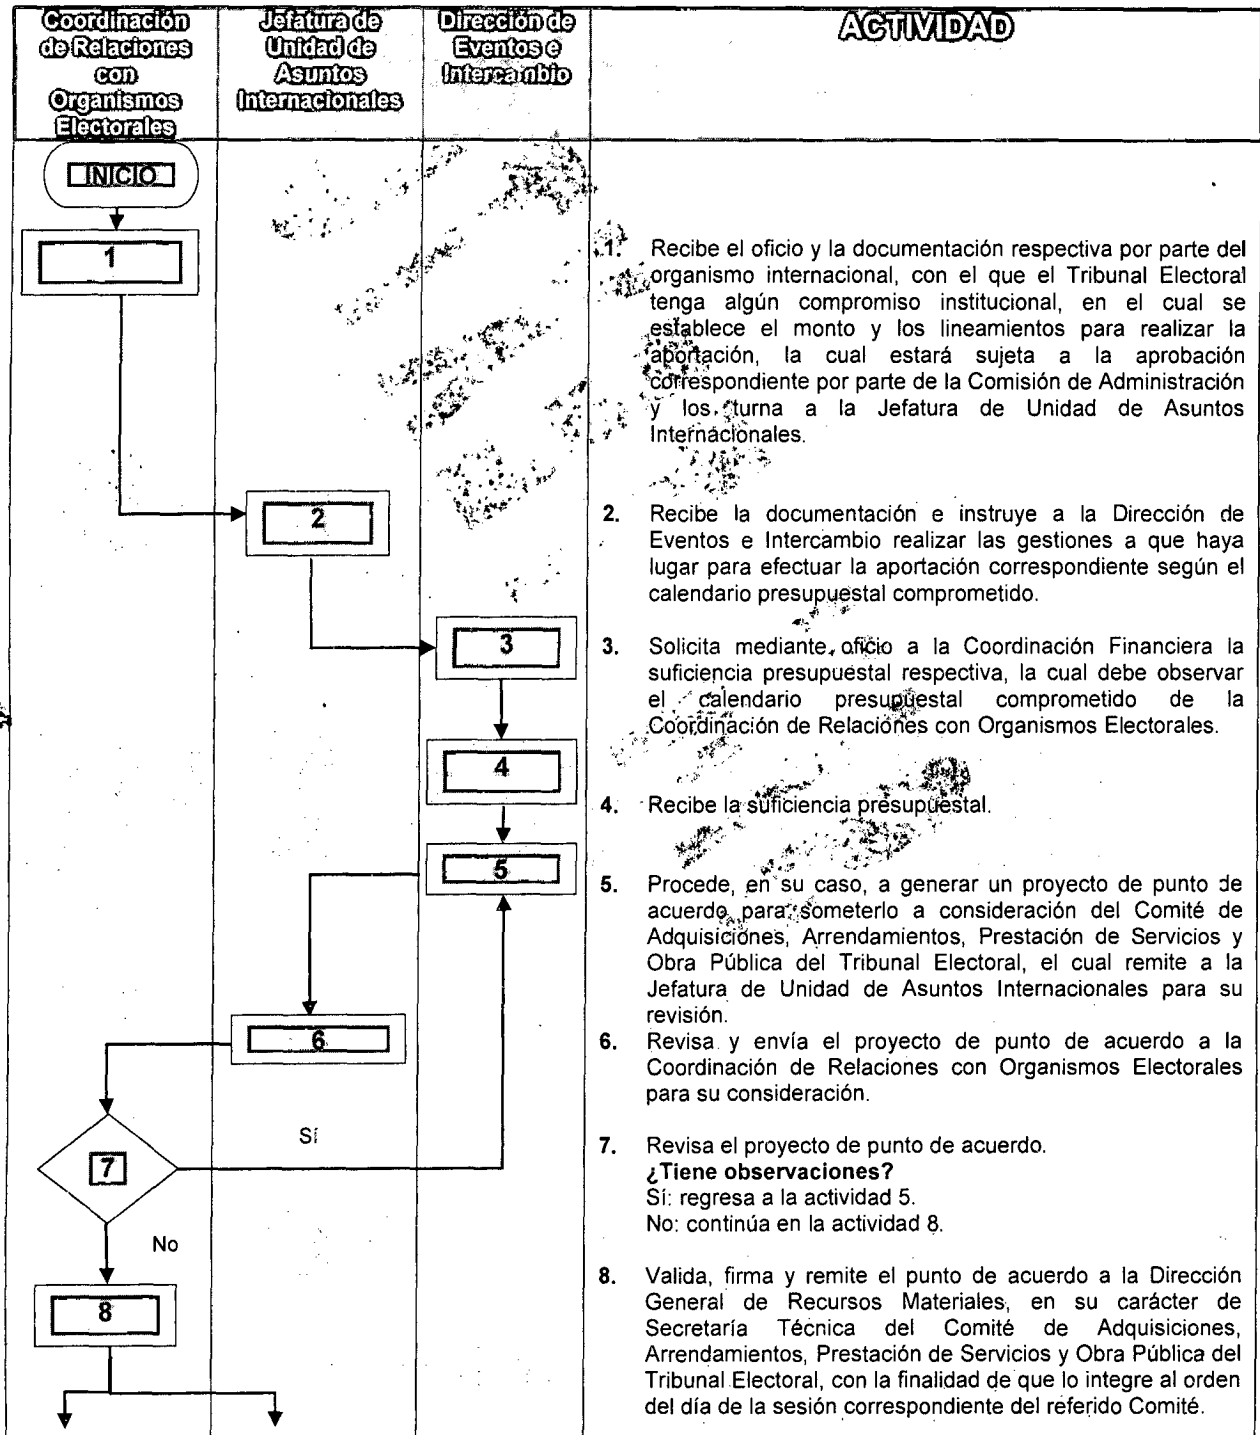 Coordinación
de Relaciones
con
Organismos
Electorales
Jefatura de
Unidad de
Asuntos
Internacionales
Dirección de
Eventos e
Intercambio
ACTIVIDAD
INICIO
1
1. Recibe el oficio y la documentación respectiva por parte del
organismo internacional, con el que el Tribunal Electoral
tenga algún compromiso institucional, en el cual se
establece el monto y los lineamientos para realizar la
aportación, la cual estará sujeta a la aprobación
correspondiente por parte de la Comisión de Administración
y los turna a la Jefatura de Unidad de Asuntos
Internacionales.
2
2. Recibe la documentación e instruye a la Dirección de
Eventos e Intercambio realizar las gestiones a que haya
lugar para efectuar la aportación correspondiente según el
calendario presupuestal comprometido.
3
3. Solicita mediante oficio a la Coordinación Financiera la
suficiencia presupuestal respectiva, la cual debe observar
el calendario presupuestal comprometido de la
Coordinación de Relaciones con Organismos Electorales.
4
4. Recibe la suficiencia presupuestal.
5
5. Procede, en su caso, a generar un proyecto de punto de
acuerdo para someterlo a consideración del Comité de
Adquisiciones, Arrendamientos, Prestación de Servicios y
Obra Pública del Tribunal Electoral, el cual remite a la
Jefatura de Unidad de Asuntos Internacionales para su
revisión.
6
6. Revisa y envía el proyecto de punto de acuerdo a la
Coordinación de Relaciones con Organismos Electorales
para su consideración.
7
Sí
No
7. Revisa el proyecto de punto de acuerdo.
¿Tiene observaciones?
Sí: regresa a la actividad 5.
No: continúa en la actividad 8.
8
8. Valida, firma y remite el punto de acuerdo a la Dirección
General de Recursos Materiales, en su carácter de
Secretaría Técnica del Comité de Adquisiciones,
Arrendamientos, Prestación de Servicios y Obra Pública del
Tribunal Electoral, con la finalidad de que lo integre al orden
del día de la sesión correspondiente del referido Comité.